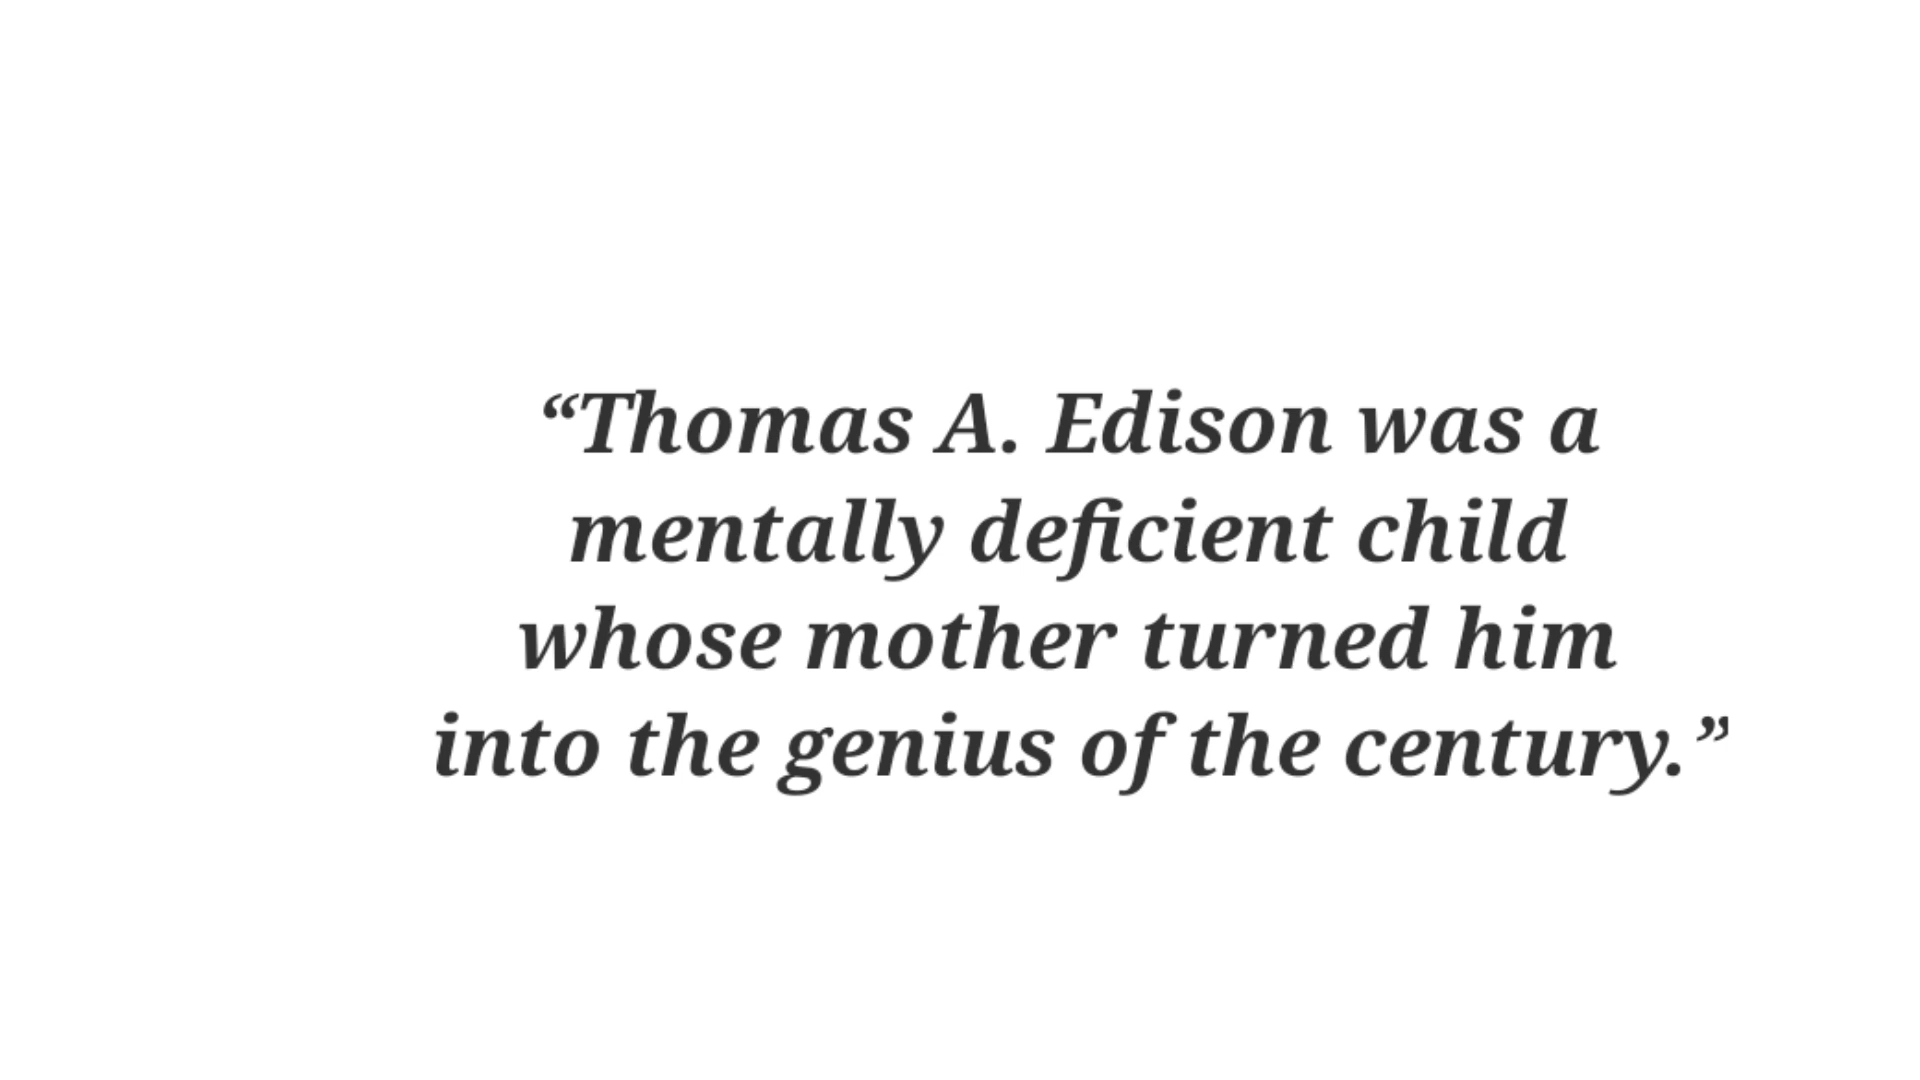 “Thomas A. Edison was a
mentally deficient child
whose mother turned him
into the genius of the century.”